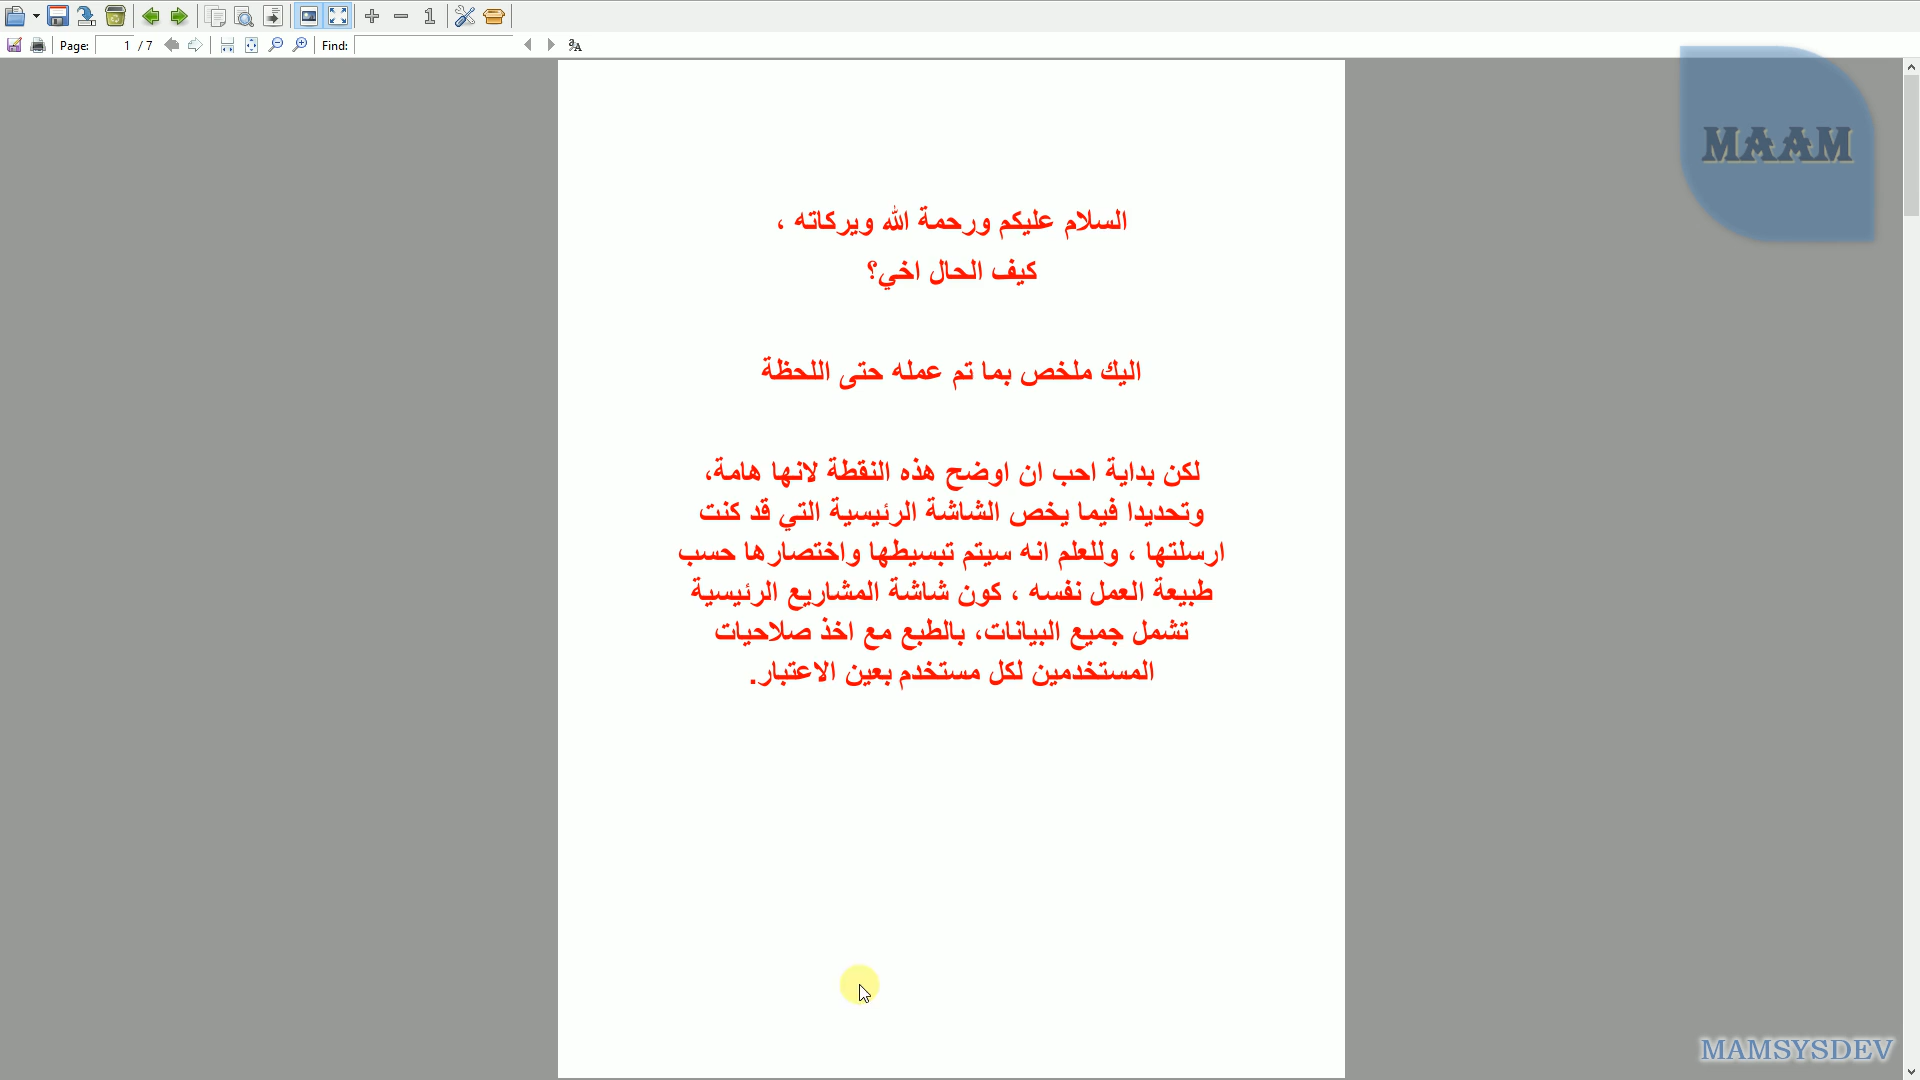 1
Page: 1 / 7 Find:
MAAM
السلام عليكم ورحمة الله ويركاته ،
كيف الحال اخي؟
اليك ملخص بما تم عمله حتى اللحظة
لكن بداية احب ان اوضح هذه النقطة لانها هامة،
وتحديدا فيما يخص الشاشة الرئيسية التي قد كنت
ارسلتها ، وللعلم انه سيتم تبسيطها واختصارها حسب
طبيعة العمل نفسه ، كون شاشة المشاريع الرئيسية
تشمل جميع البيانات، بالطبع مع اخذ صلاحيات
المستخدمين لكل مستخدم بعين الاعتبار.
MAMSYSDEV